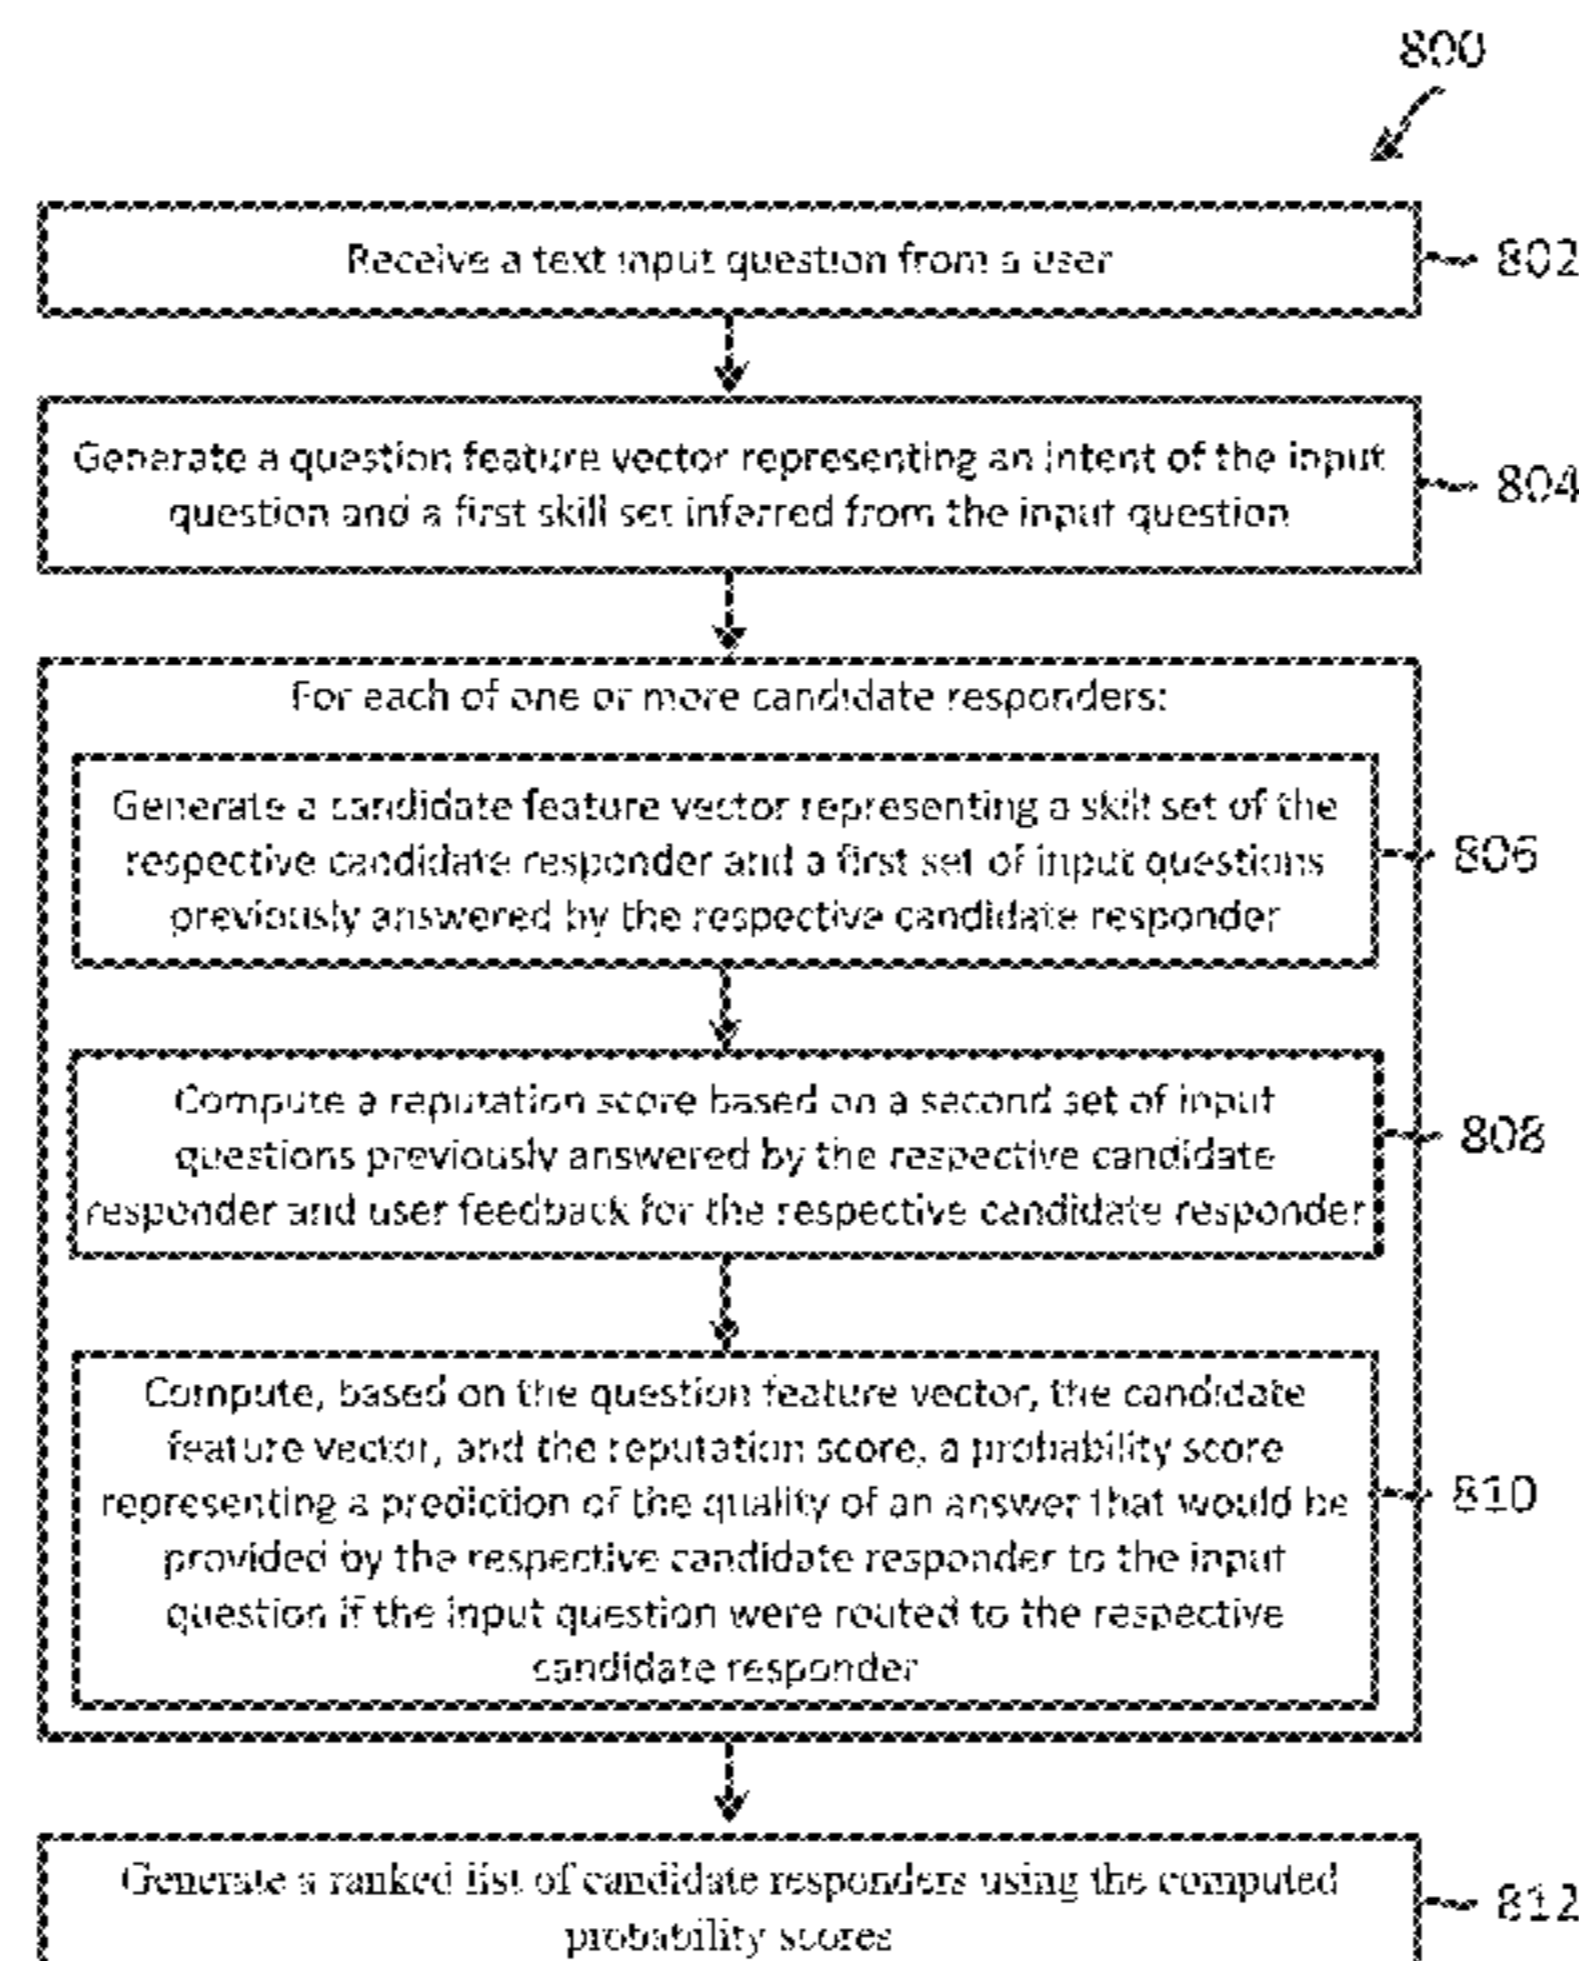 800
Receive a text input question from a user
802
Generate a question feature vector representing an intent of the input
question and a first skill set inferred from the input question
804
For each of one or more candidate responders:
Generate a candidate feature vector representing a skill set of the
respective candidate responder and a first set of input questions
previously answered by the respective candidate responder
806
Compute a reputation score based on a second set of input
questions previously answered by the respective candidate
responder and user feedback for the respective candidate responder
808
Compute, based on the question feature vector, the candidate
feature vector, and the reputation score, a probability score
representing a prediction of the quality of an answer that would be
provided by the respective candidate responder to the input
question if the input question were routed to the respective
candidate responder
810
Generate a ranked list of candidate responders using the computed
probability scores
812